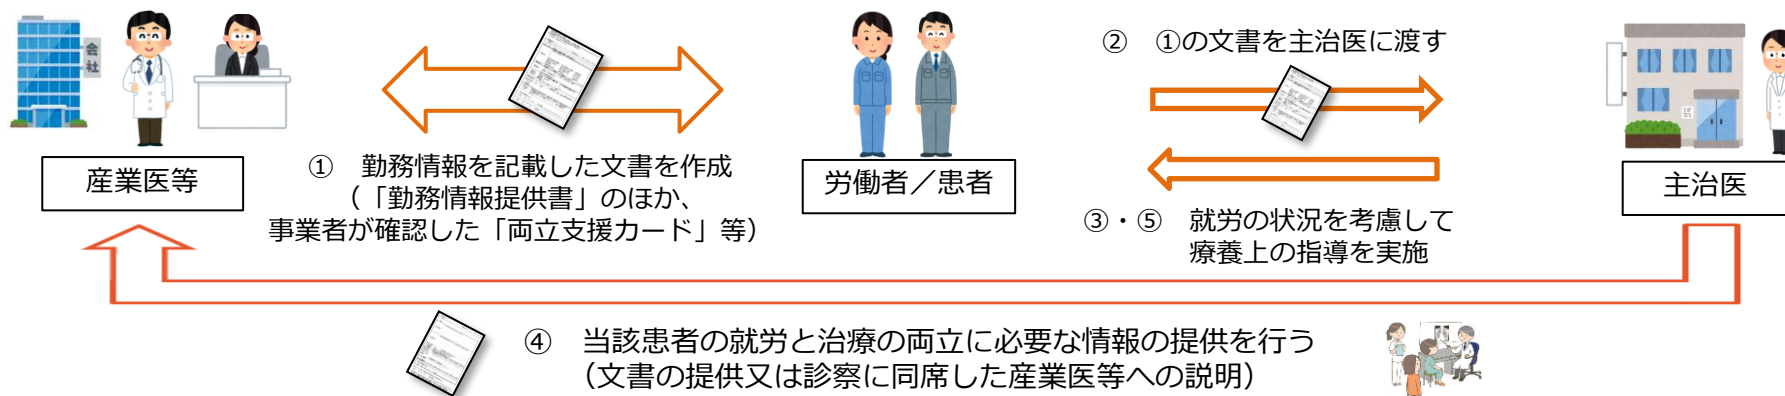 会
社
産業医等
① 勤務情報を記載した文書を作成
（「勤務情報提供書」のほか、
事業者が確認した「両立支援カード」等）
労働者／患者
② ①の文書を主治医に渡す
③・⑤ 就労の状況を考慮して
療養上の指導を実施
主治医
④ 当該患者の就労と治療の両立に必要な情報の提供を行う
（文書の提供又は診察に同席した産業医等への説明）